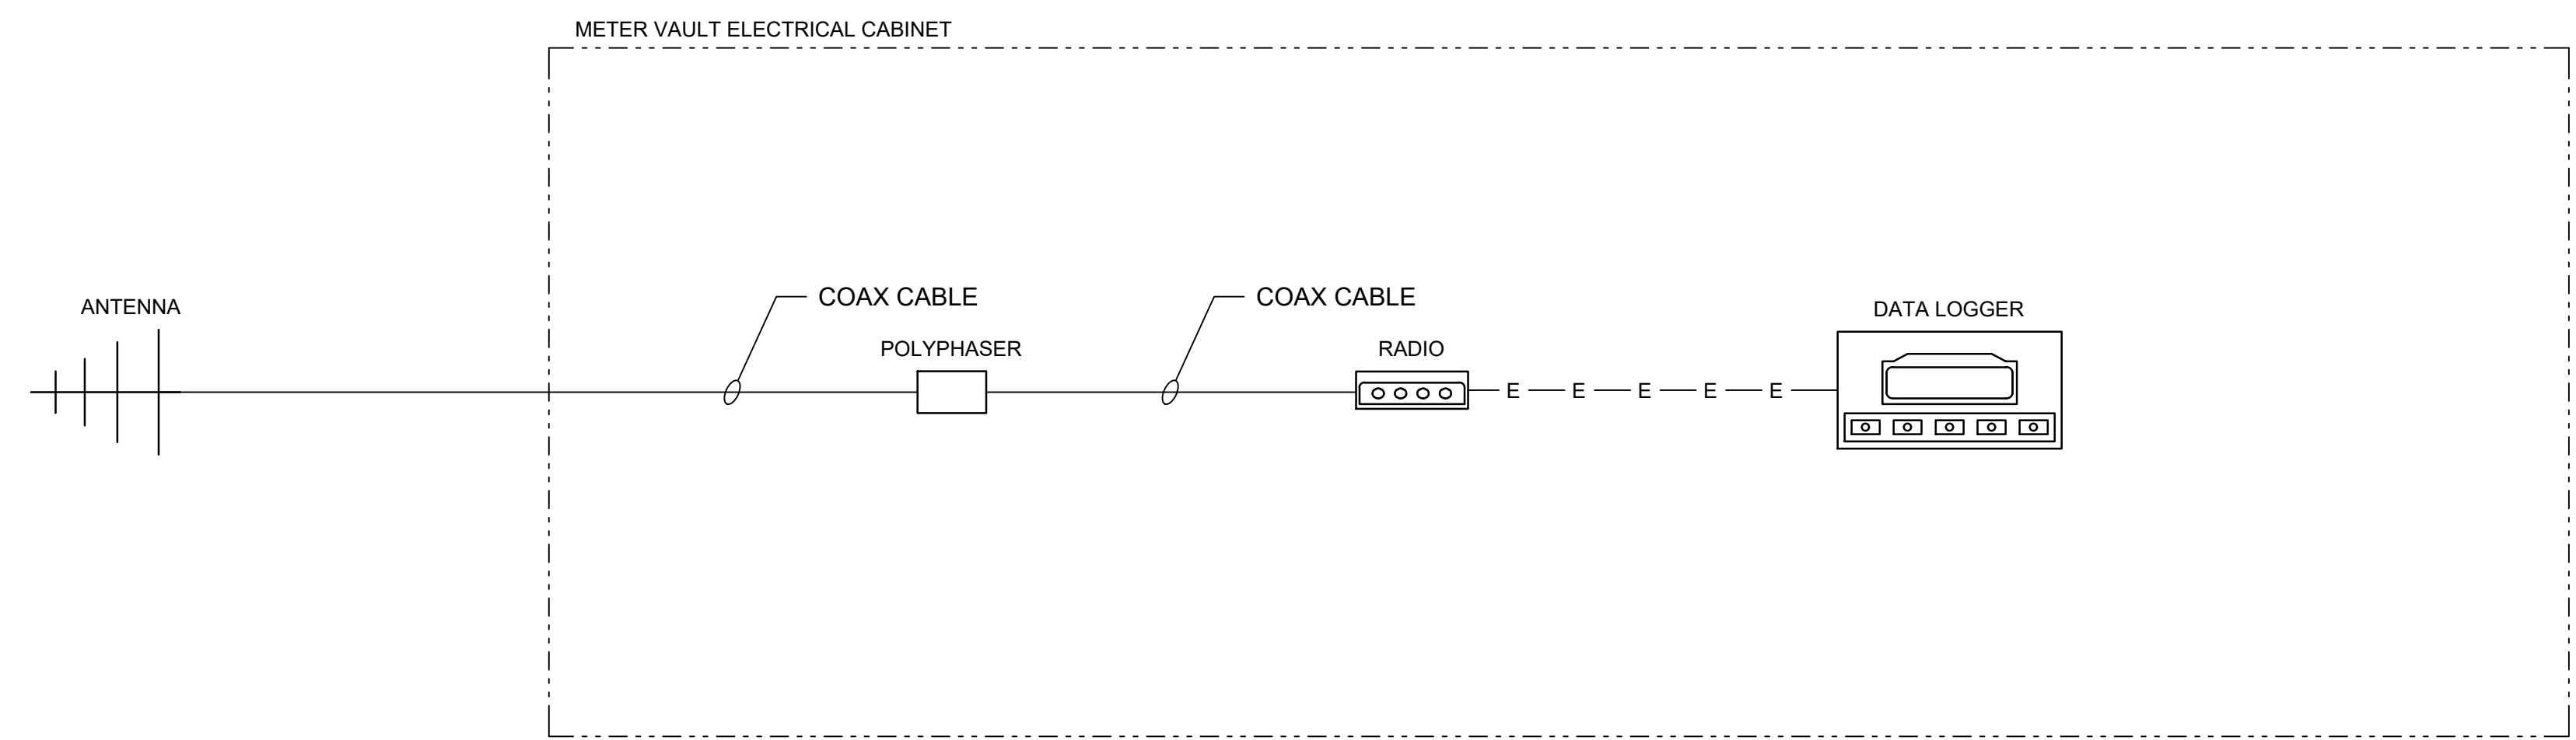 METER VAULT ELECTRICAL CABINET
COAX CABLE
COAX CABLE
ANTENNA
DATA LOGGER
POLYPHASER
RADIO
E E E E E